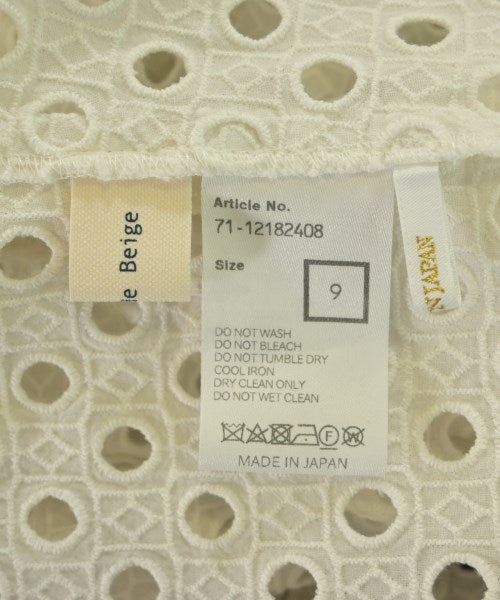 e Beige
Article No.
71-12182408
Size
9
DO NOT WASH
DO NOT BLEACH
DO NOT TUMBLE DRY
COOL IRON
DRY CLEAN ONLY
DO NOT WET CLEAN
MADE IN JAPAN
N JAPAN